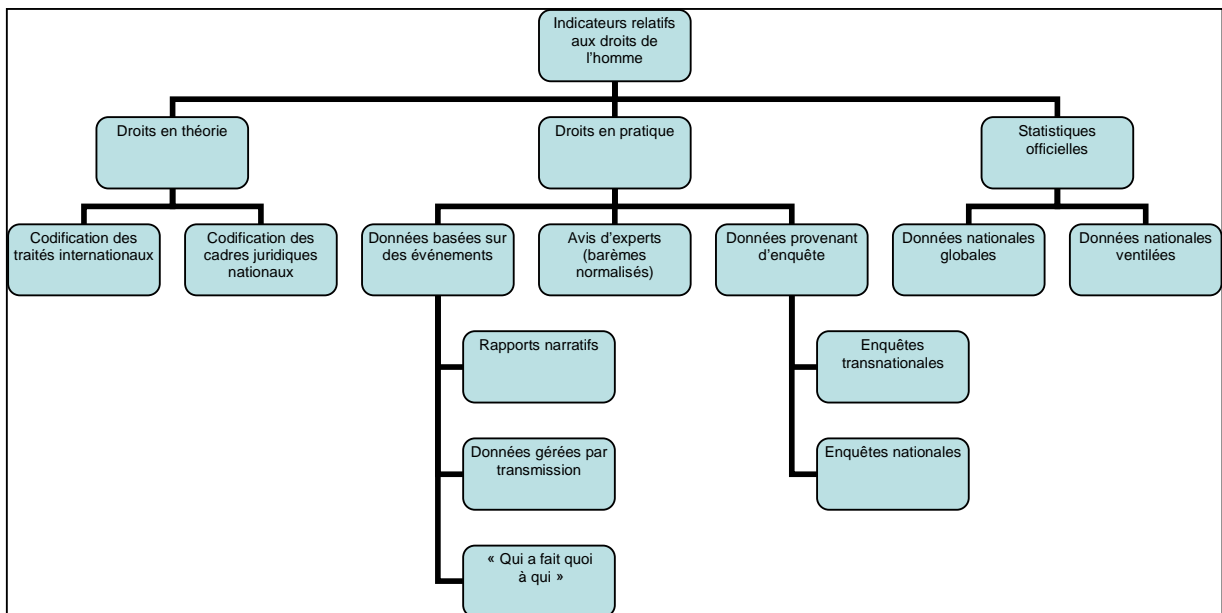 Indicateurs relatifs
aux droits de
l’homme
Droits en théorie
Droits en pratique
Statistiques
officielles
Codification des
traités internationaux
Codification des
cadres juridiques
nationaux
Données basées sur
des événements
Avis d’experts
(barèmes
normalisés)
Données provenant
d’enquête
Données nationales
globales
Données nationales
ventilées
Rapports narratifs
Enquêtes
transnationales
Données gérées par
transmission
Enquêtes nationales
« Qui a fait quoi
à qui »